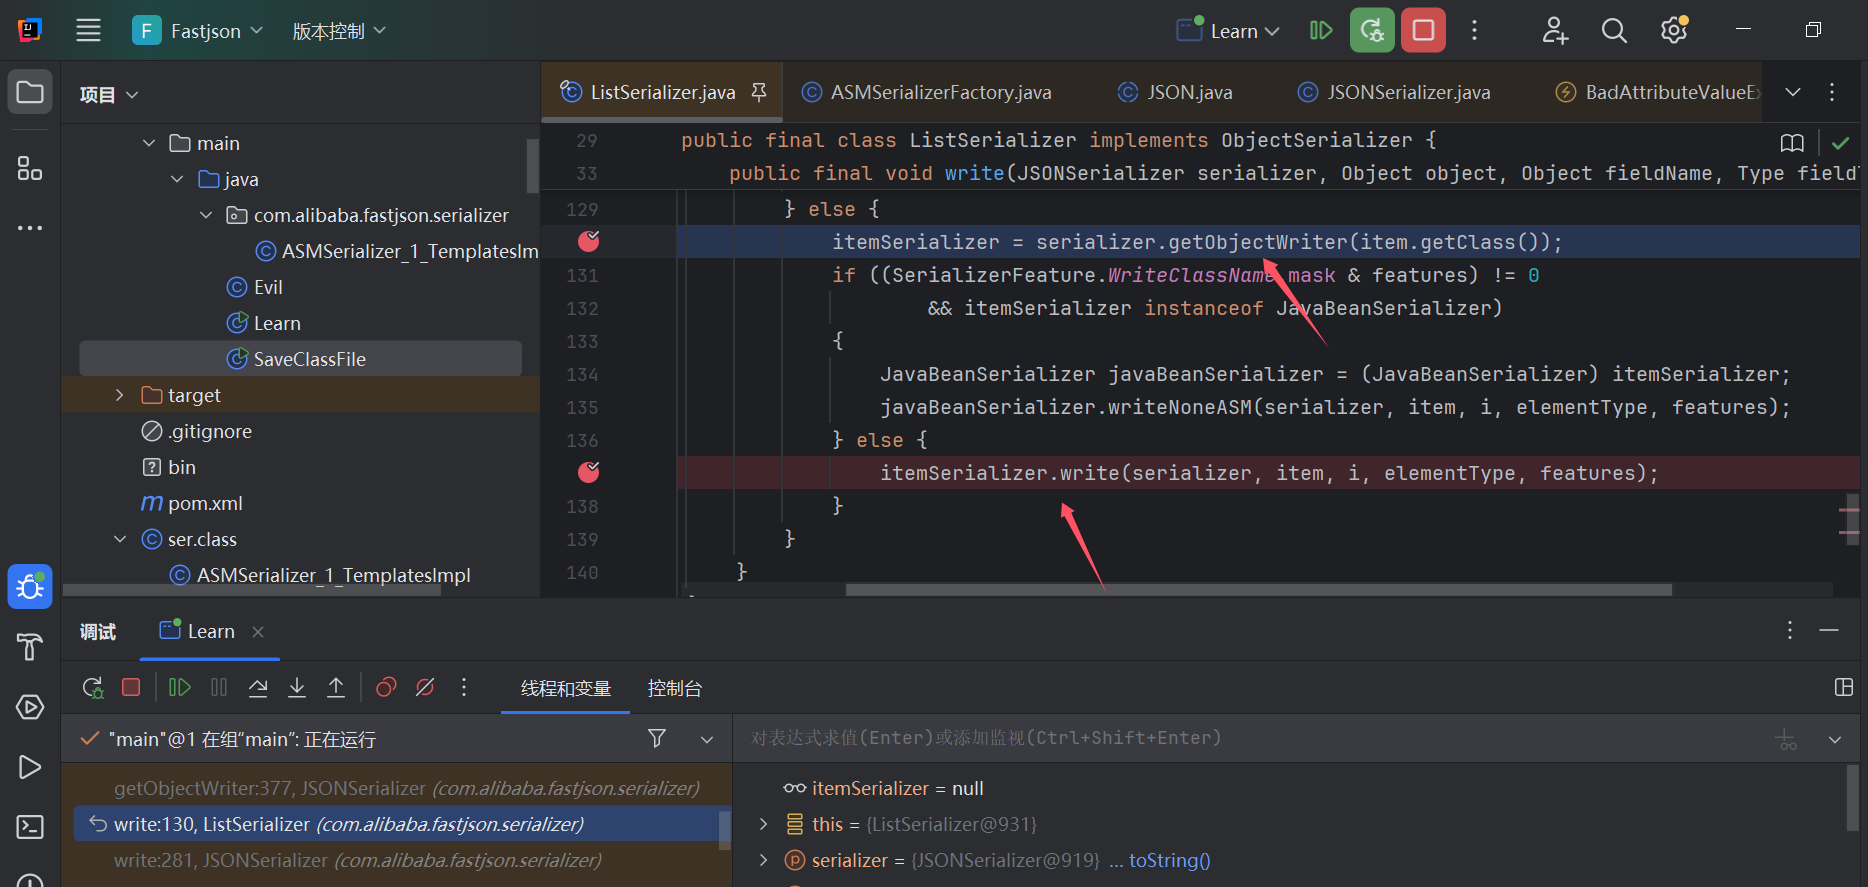 F Fastjson 版本控制 Learn
项目
ListSerializer.java ASMSerializerFactory.java JSON.java JSONSerializer.java BadAttributeValueEx
main
java
com.alibaba.fastjson.serializer
ASMSerializer_1_TemplatesIm
Evil
Learn
SaveClassFile
target
.gitignore
bin
pom.xml
ser.class
ASMSerializer_1_TemplatesImpl
29 public final class ListSerializer implements ObjectSerializer {
33 public final void write(JSONSerializer serializer, Object object, Object fieldName, Type fieldT
129 } else {
itemSerializer = serializer.getObjectWriter(item.getClass());
131 if ((SerializerFeature.WriteClassName.mask & features) != 0
132 && itemSerializer instanceof JavaBeanSerializer)
133 {
134 JavaBeanSerializer javaBeanSerializer = (JavaBeanSerializer) itemSerializer;
135 javaBeanSerializer.writeNoneASM(serializer, item, i, elementType, features);
136 } else {
itemSerializer.write(serializer, item, i, elementType, features);
138 }
139 }
140 }
调试 Learn
线程和变量 控制台
"main"@1 在组"main": 正在运行
getObjectWriter:377, JSONSerializer (com.alibaba.fastjson.serializer)
write:130, ListSerializer (com.alibaba.fastjson.serializer)
write:281, JSONSerializer (com.alibaba.fastjson.serializer)
对表达式求值(Enter)或添加监视(Ctrl+Shift+Enter)
itemSerializer = null
this = {ListSerializer@931}
serializer = {JSONSerializer@919} ... toString()